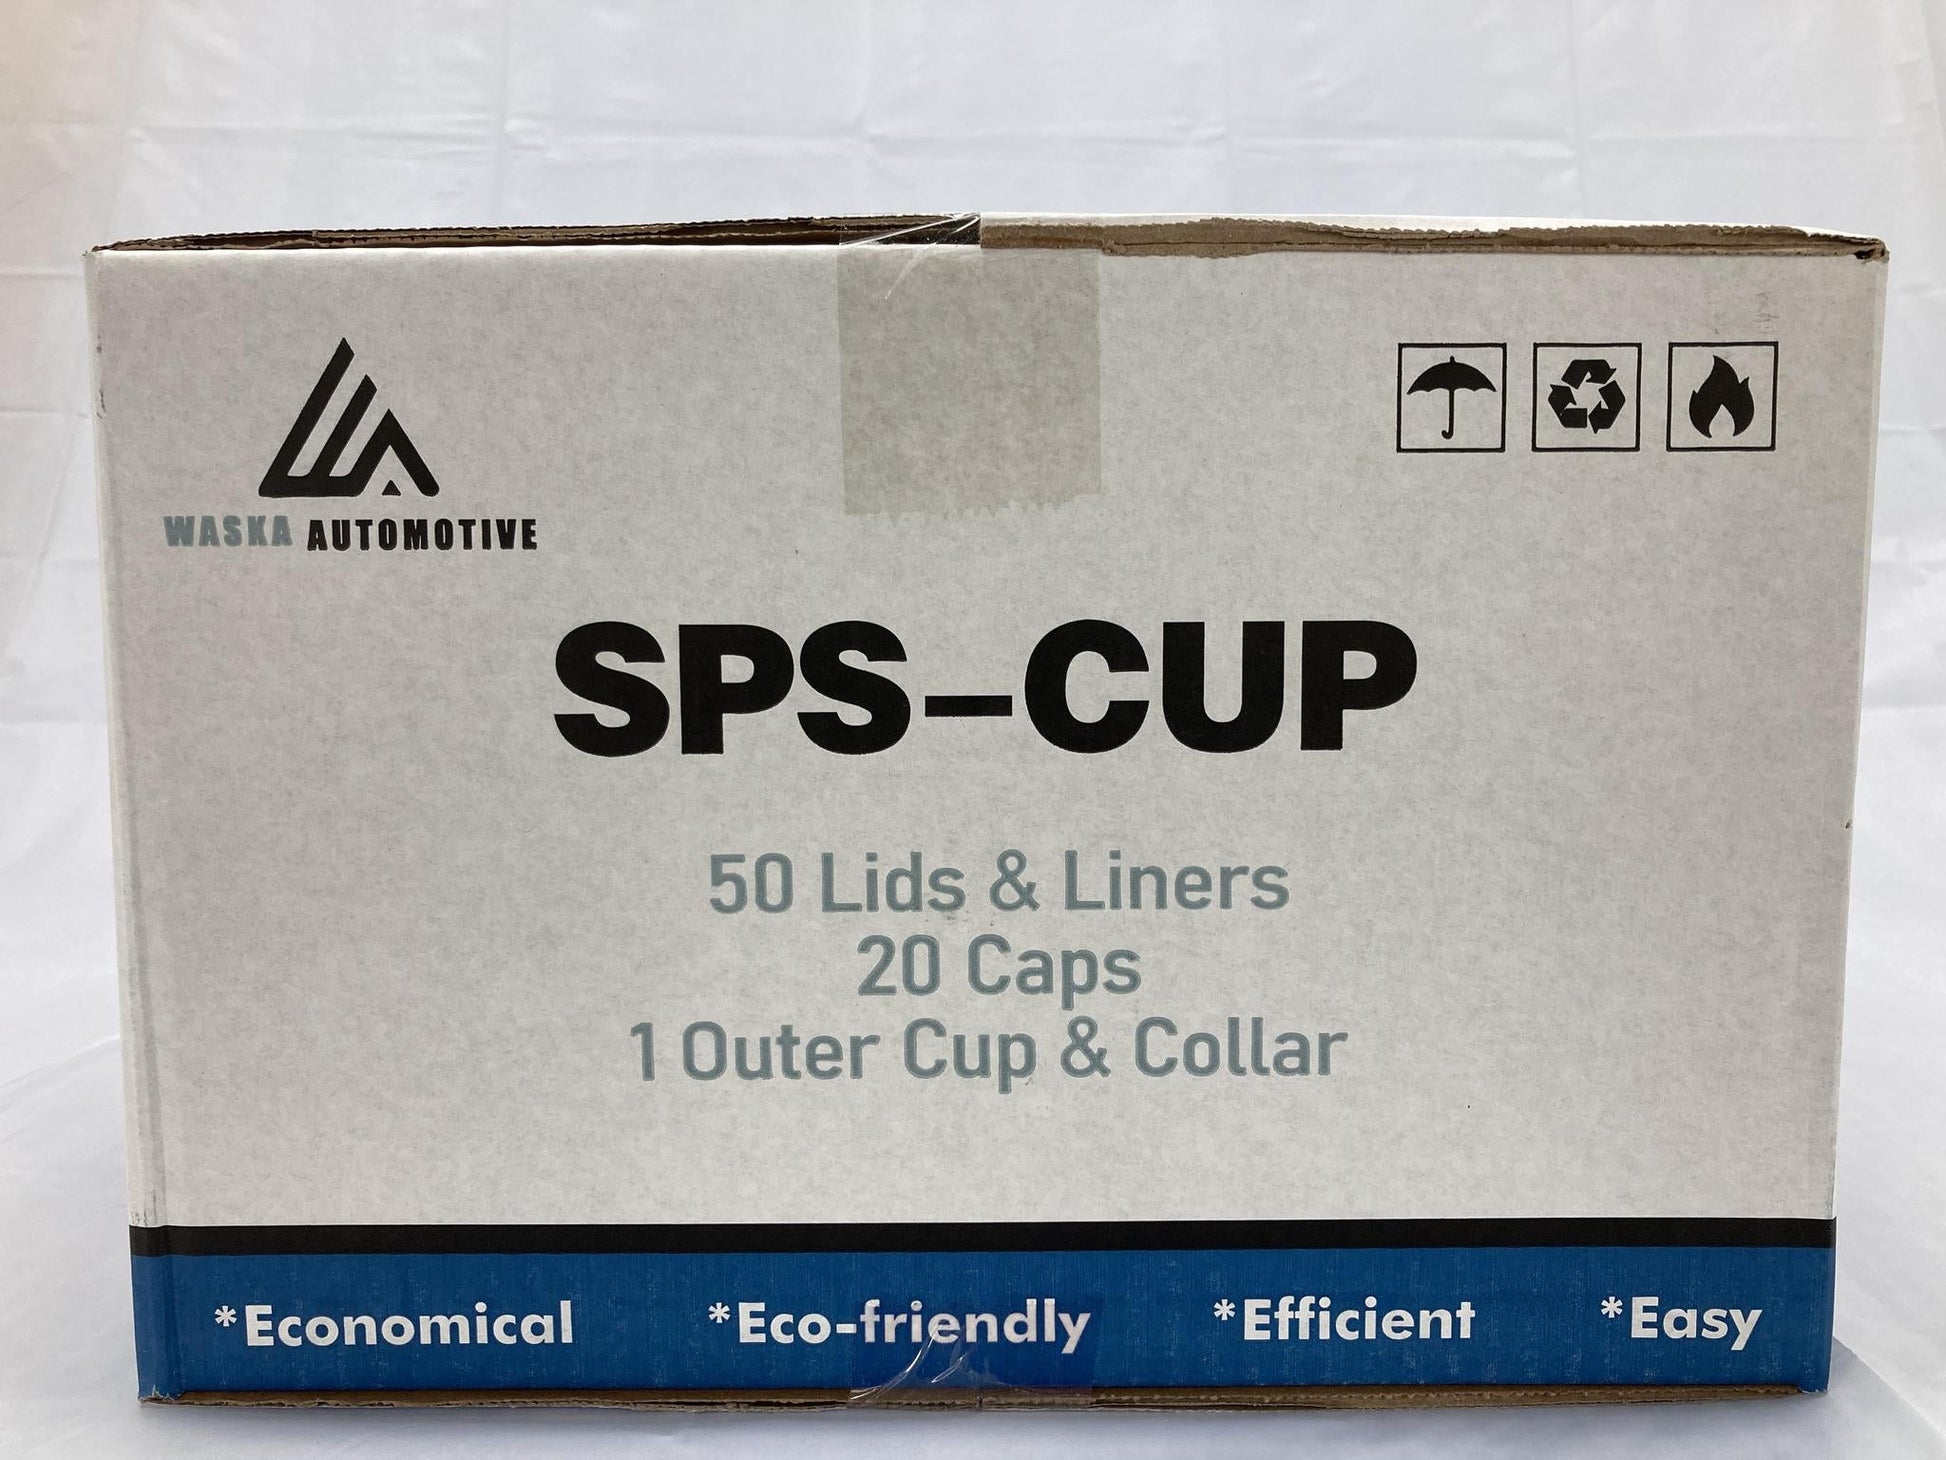 WASKA AUTOMOTIVE
SPS-CUP
50 Lids & Liners
20 Caps
1 Outer Cup & Collar
*Economical *Eco-friendly *Efficient *Easy